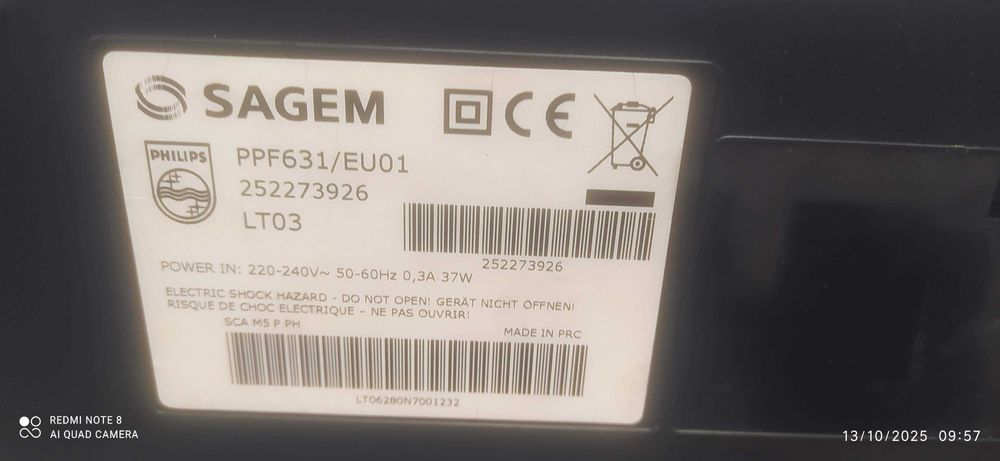 SAGEM
CE
PHILIPS
PPF631/EU01
252273926
LT03
252273926
POWER IN: 220-240V~ 50-60Hz 0,3A 37W
ELECTRIC SHOCK HAZARD - DO NOT OPEN! GERÄT NICHT ÖFFNEN!
RISQUE DE CHOC ELECTRIQUE - NE PAS OUVRIR!
SCA M5 P PH
MADE IN PRC
LT06280N7001232
REDMI NOTE 8
AI QUAD CAMERA
13/10/2025 09:57